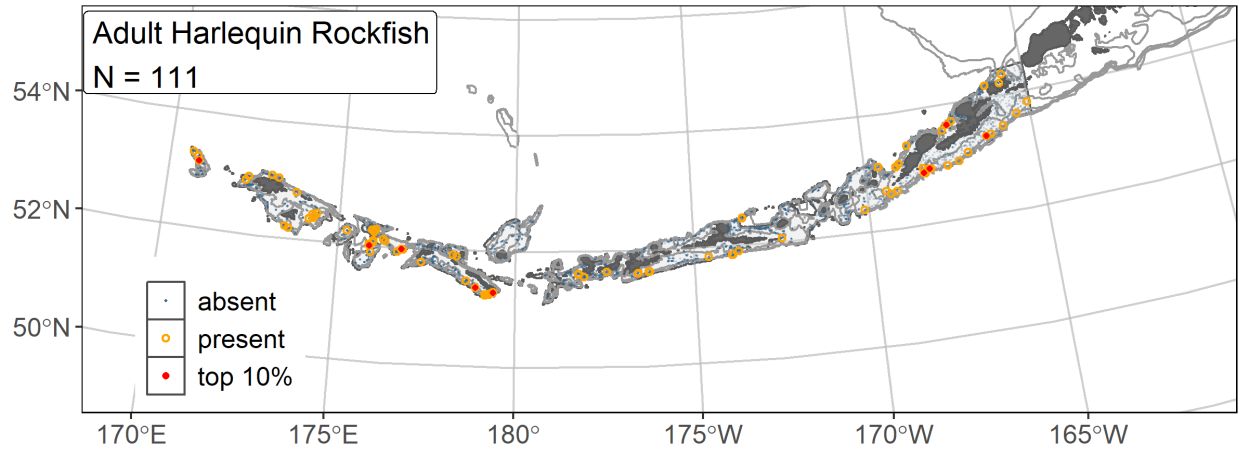 Adult Harlequin Rockfish
N = 111
54°N
52°N
50°N
absent
present
top 10%
170°E
175°E
180°
175°W
170°W
165°W